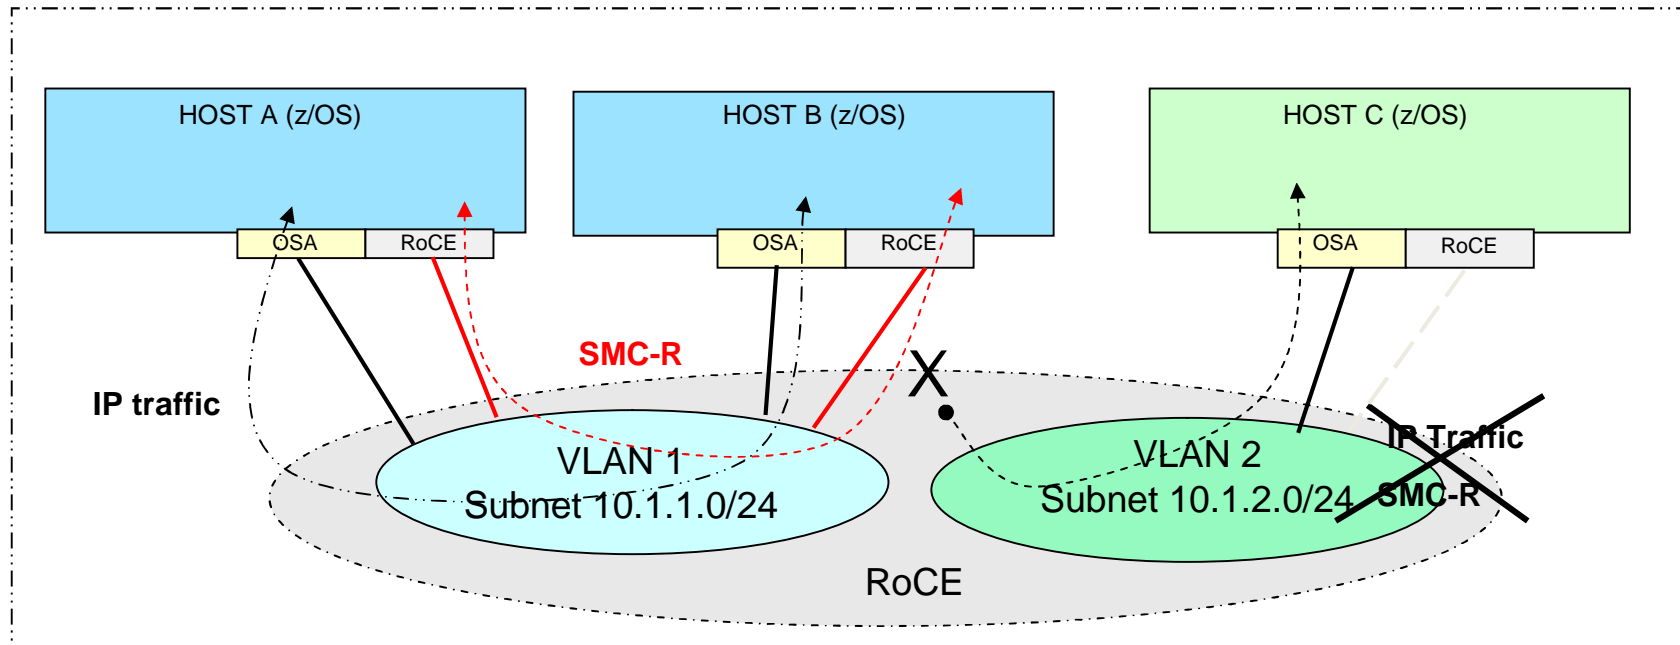 HOST A (z/OS)
HOST B (z/OS)
HOST C (z/OS)
OSA
RoCE
OSA
RoCE
OSA
RoCE
SMC-R
X
IP traffic
IP Traffic
VLAN 1
Subnet 10.1.1.0/24
VLAN 2
Subnet 10.1.2.0/24
SMC-R
RoCE